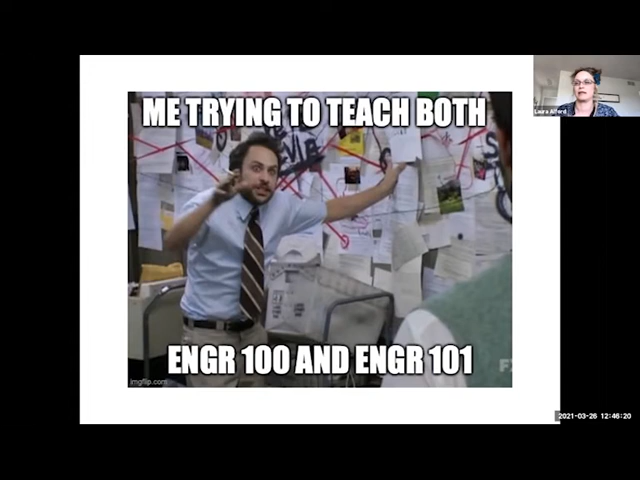 ME TRYING TO TEACH BOTH
Laura Alford
ENGR 100 AND ENGR 101
FX
imgflip.com
2021-03-26 12:46:20